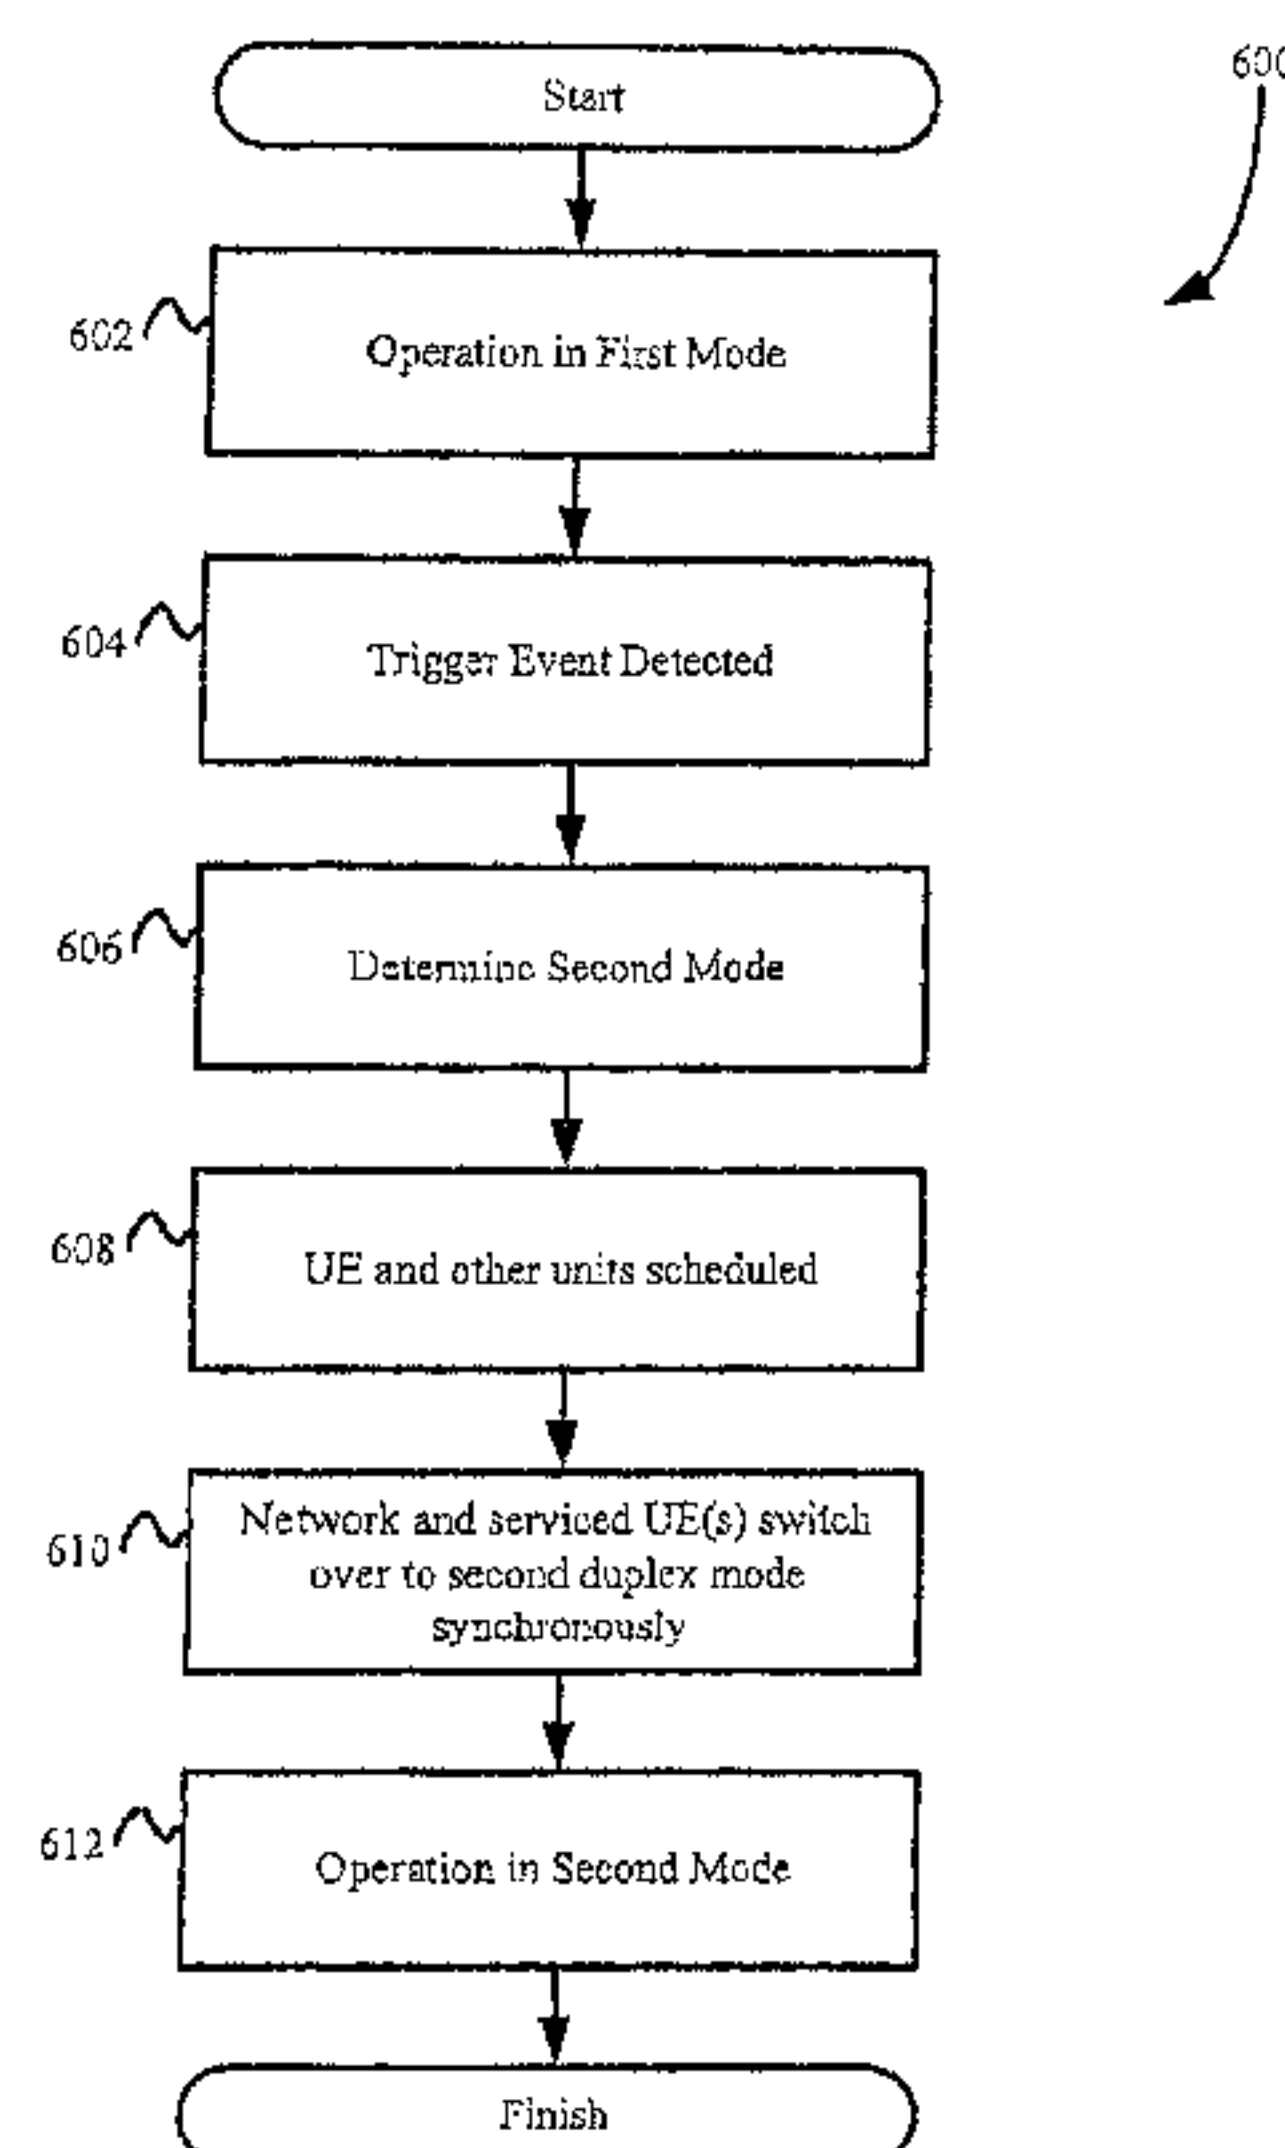 Start
600
602
Operation in First Mode
604
Trigger Event Detected
606
Determine Second Mode
608
UE and other units scheduled
610
Network and serviced UE(s) switch
over to second duplex mode
synchronously
612
Operation in Second Mode
Finish